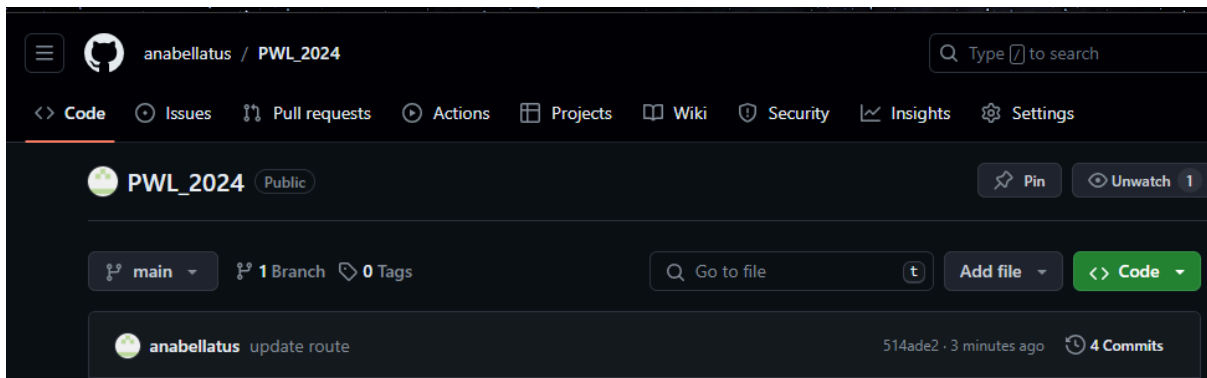 anabellatus / PWL_2024 Type / to search
<> Code Issues Pull requests Actions Projects Wiki Security Insights Settings
PWL_2024 Public Pin Unwatch 1
main 1 Branch 0 Tags Go to file t Add file <> Code
anabellatus update route 514ade2 · 3 minutes ago 4 Commits